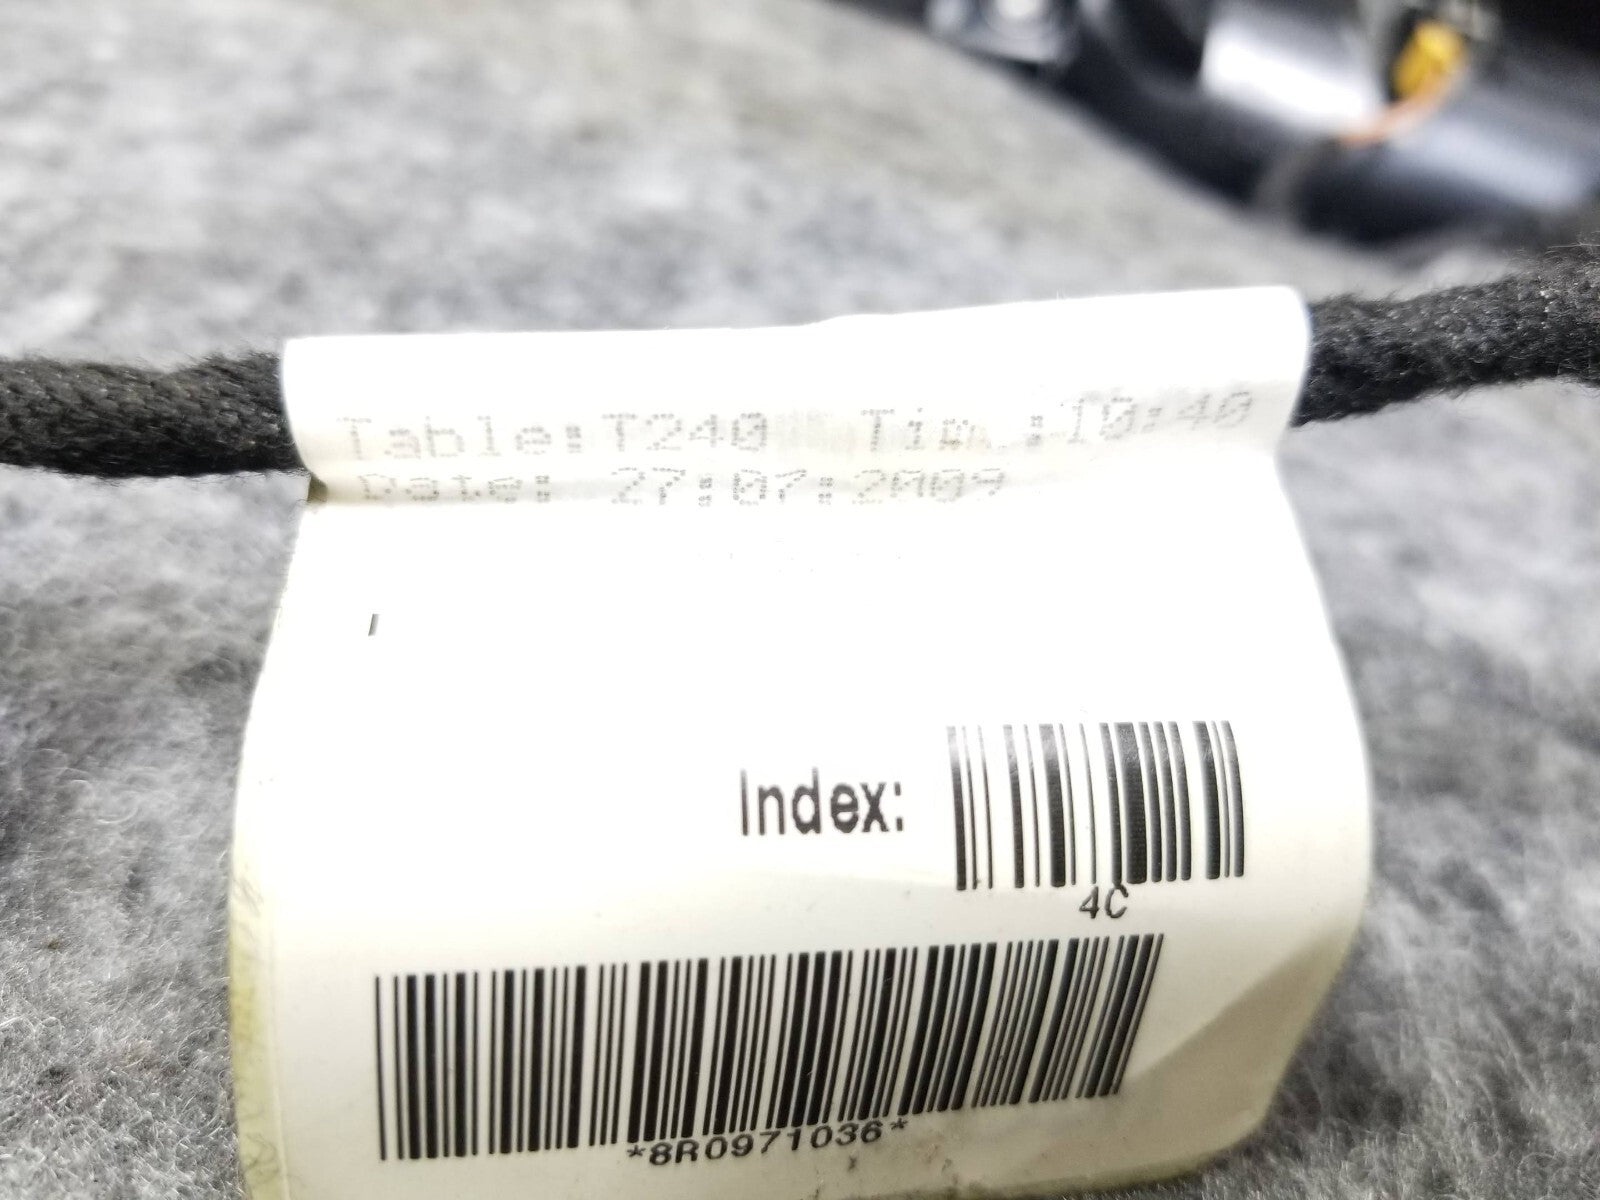 Table:T240 Tim.:10:40
Date: 27:07:2009
Index:
4C
*8R0971036*